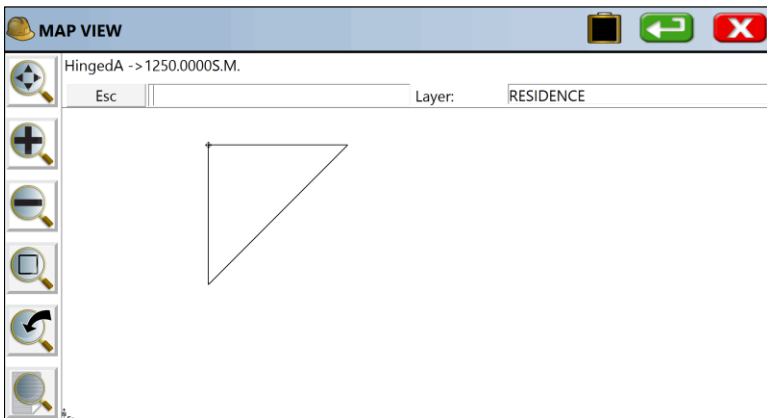 MAP VIEW
HingedA ->1250.0000S.M.
Esc
Layer:
RESIDENCE